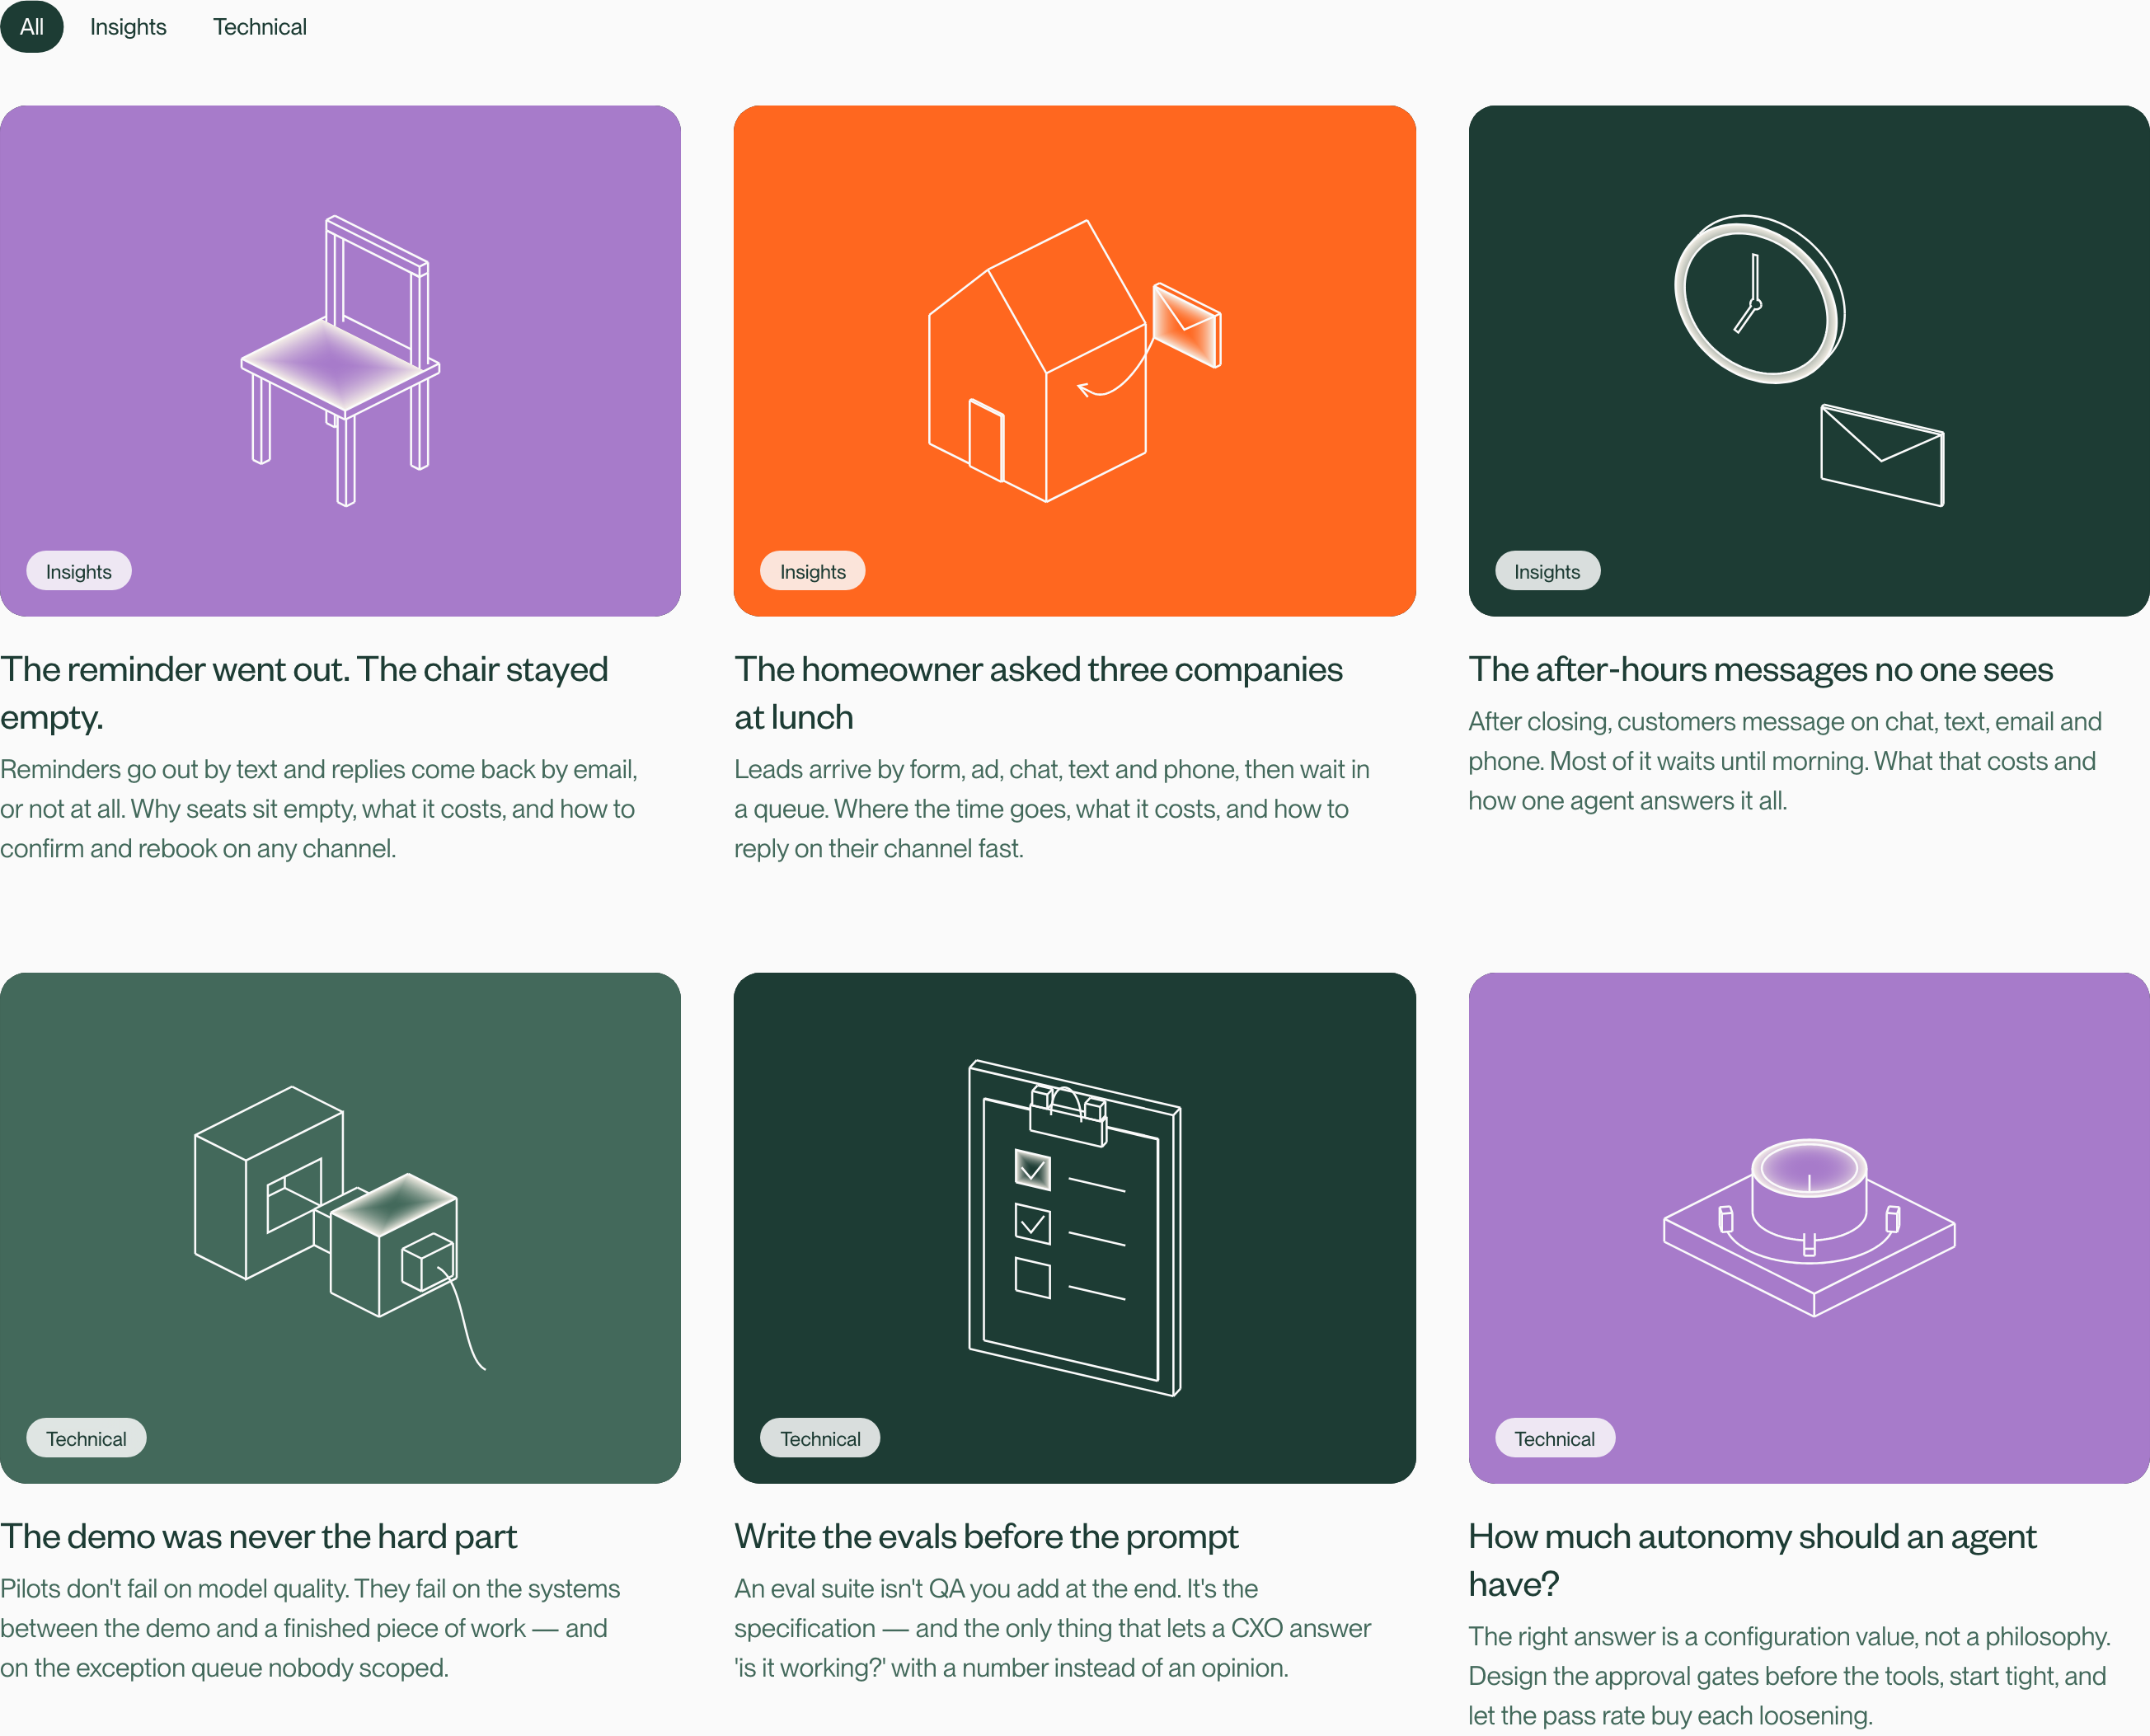 All
Insights
Technical
Insights
Insights
Insights
The reminder went out. The chair stayed
empty.
Reminders go out by text and replies come back by email,
or not at all. Why seats sit empty, what it costs, and how to
confirm and rebook on any channel.
The homeowner asked three companies
at lunch
Leads arrive by form, ad, chat, text and phone, then wait in
a queue. Where the time goes, what it costs, and how to
reply on their channel fast.
The after-hours messages no one sees
After closing, customers message on chat, text, email and
phone. Most of it waits until morning. What that costs and
how one agent answers it all.
Technical
Technical
Technical
The demo was never the hard part
Pilots don't fail on model quality. They fail on the systems
between the demo and a finished piece of work — and
on the exception queue nobody scoped.
Write the evals before the prompt
An eval suite isn't QA you add at the end. It's the
specification — and the only thing that lets a CXO answer
'is it working?' with a number instead of an opinion.
How much autonomy should an agent
have?
The right answer is a configuration value, not a philosophy.
Design the approval gates before the tools, start tight, and
let the pass rate buy each loosening.